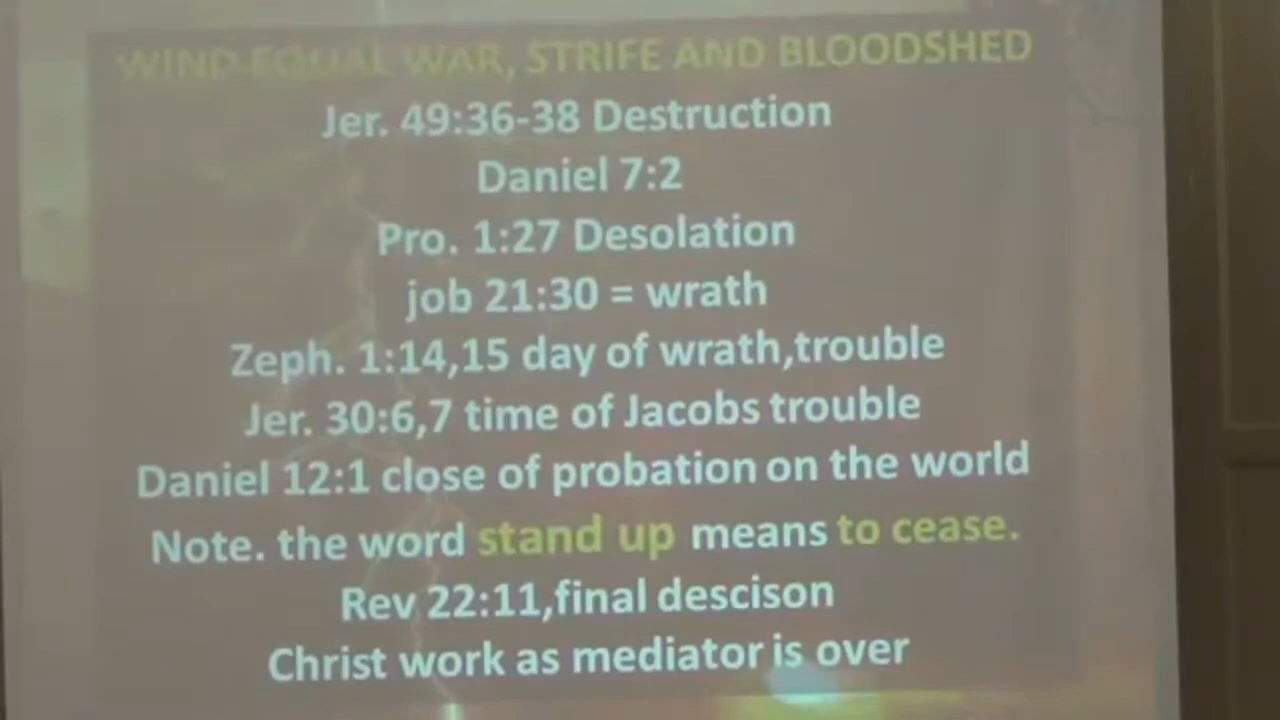 WIND EQUAL WAR, STRIFE AND BLOODSHED
Jer. 49:36-38 Destruction
Daniel 7:2
Pro. 1:27 Desolation
job 21:30 = wrath
Zeph. 1:14,15 day of wrath,trouble
Jer. 30:6,7 time of Jacobs trouble
Daniel 12:1 close of probation on the world
Note. the word stand up means to cease.
Rev 22:11,final descison
Christ work as mediator is over